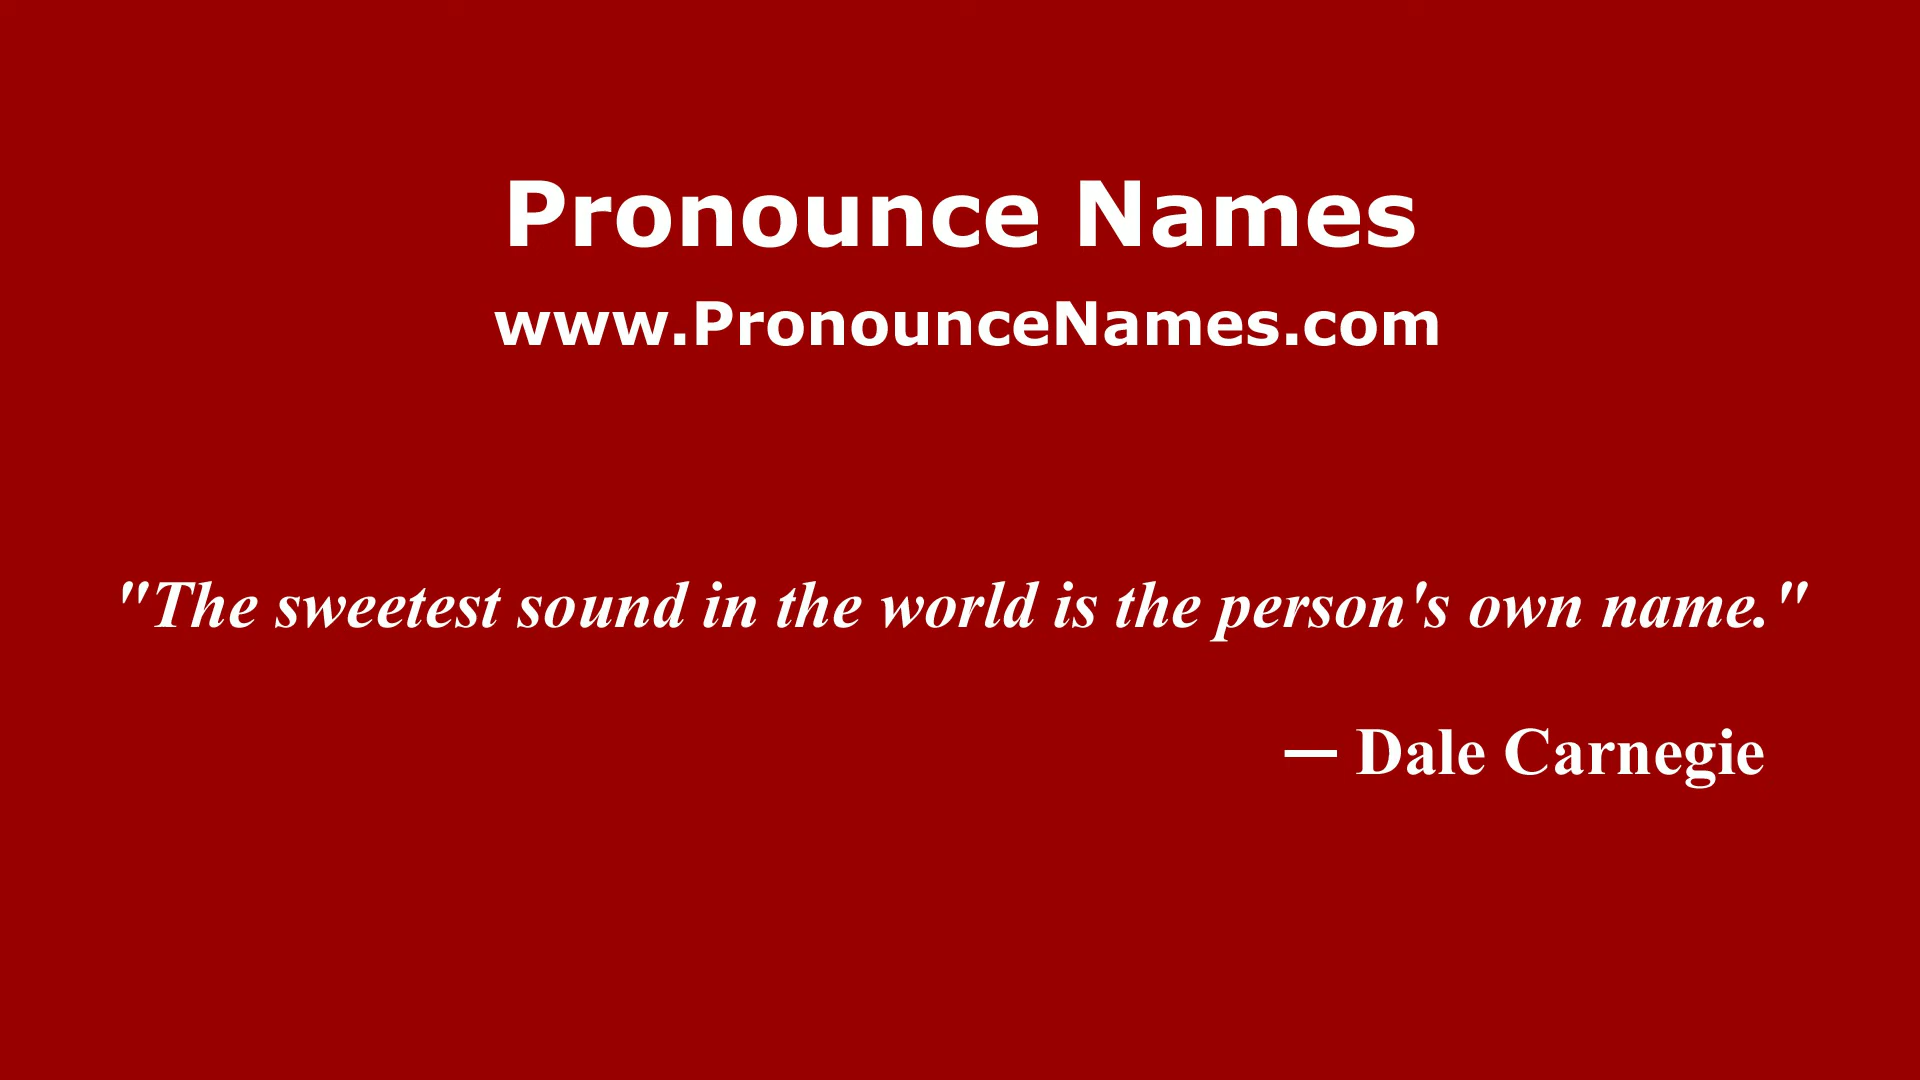 Pronounce Names
www.PronounceNames.com
"The sweetest sound in the world is the person's own name."
— Dale Carnegie